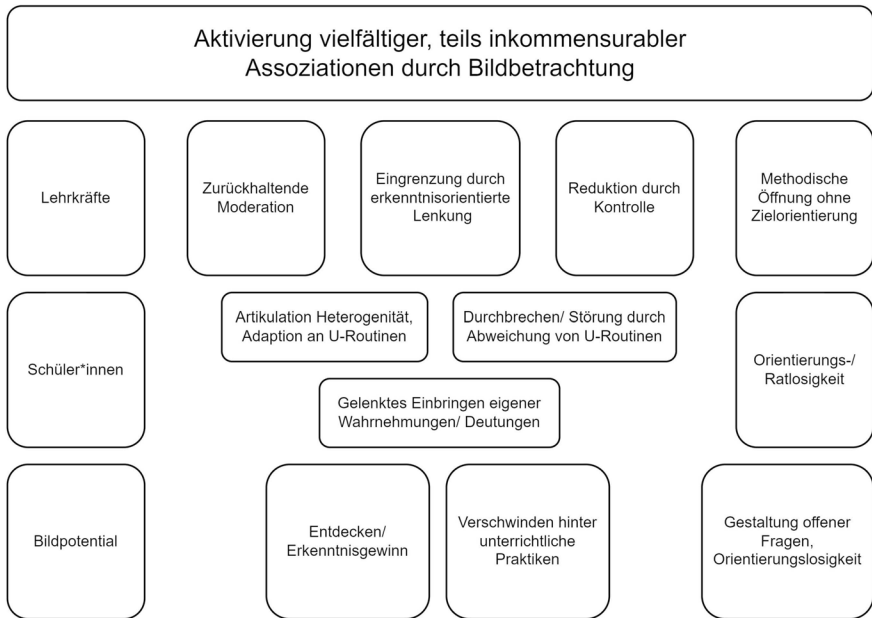 Aktivierung vielfältiger, teils inkommensurabler
Assoziationen durch Bildbetrachtung
Lehrkräfte
Zurückhaltende
Moderation
Eingrenzung durch
erkenntnisorientierte
Lenkung
Reduktion durch
Kontrolle
Methodische
Öffnung ohne
Zielorientierung
Schüler*innen
Artikulation Heterogenität,
Adaption an U-Routinen
Durchbrechen/ Störung durch
Abweichung von U-Routinen
Gelenktes Einbringen eigener
Wahrnehmungen/ Deutungen
Orientierungs-/
Ratlosigkeit
Bildpotential
Entdecken/
Erkenntnisgewinn
Verschwinden hinter
unterrichtliche
Praktiken
Gestaltung offener
Fragen,
Orientierungslosigkeit